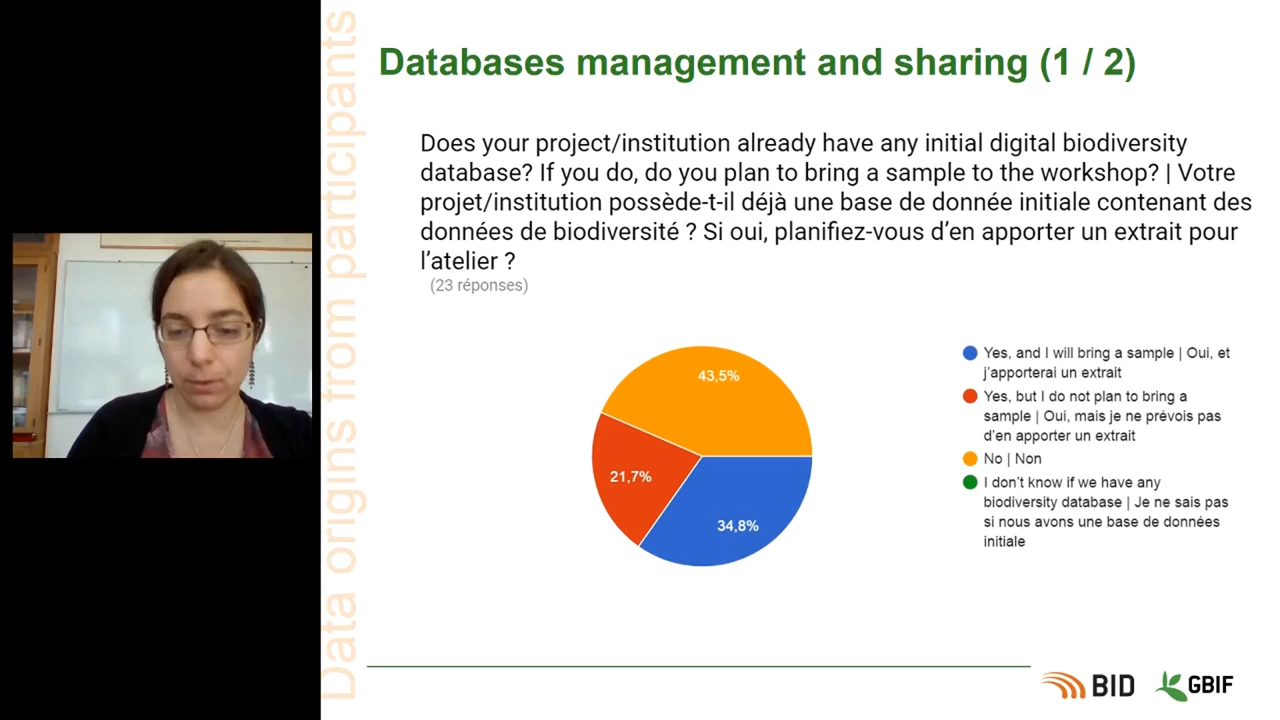 Data origins from participants
Databases management and sharing (1 / 2)
Does your project/institution already have any initial digital biodiversity
database? If you do, do you plan to bring a sample to the workshop? | Votre
projet/institution possède-t-il déjà une base de donnée initiale contenant des
données de biodiversité ? Si oui, planifiez-vous d’en apporter un extrait pour
l’atelier ?
(23 réponses)
43,5%
21,7%
34,8%
Yes, and I will bring a sample | Oui, et
j’apporterai un extrait
Yes, but I do not plan to bring a
sample | Oui, mais je ne prévois pas
d’en apporter un extrait
No | Non
I don’t know if we have any
biodiversity database | Je ne sais pas
si nous avons une base de données
initiale
BID
GBIF